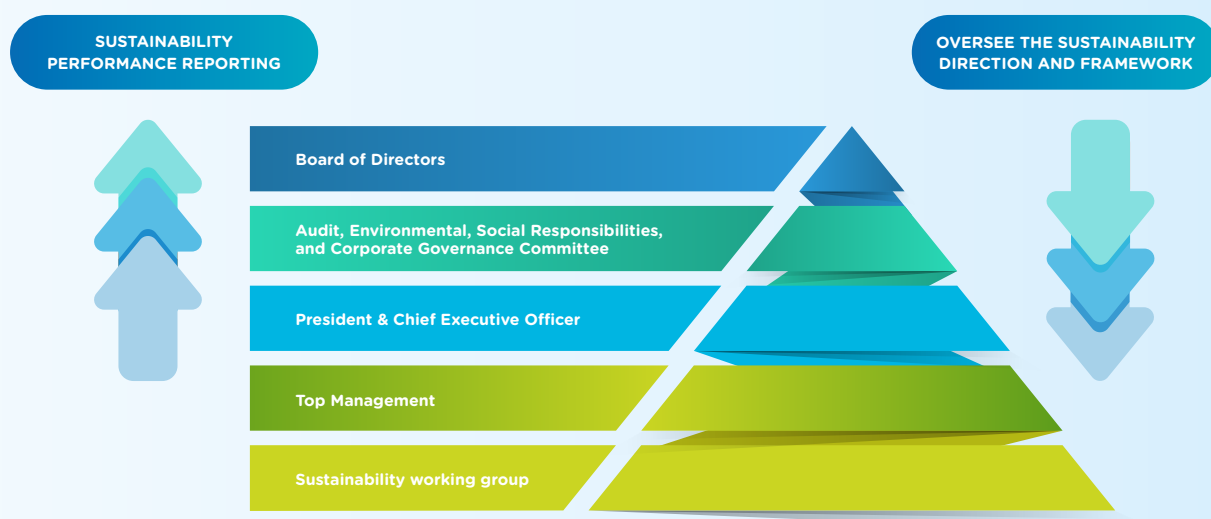 SUSTAINABILITY
PERFORMANCE REPORTING
OVERSEE THE SUSTAINABILITY
DIRECTION AND FRAMEWORK
Board of Directors
Audit, Environmental, Social Responsibilities,
and Corporate Governance Committee
President & Chief Executive Officer
Top Management
Sustainability working group